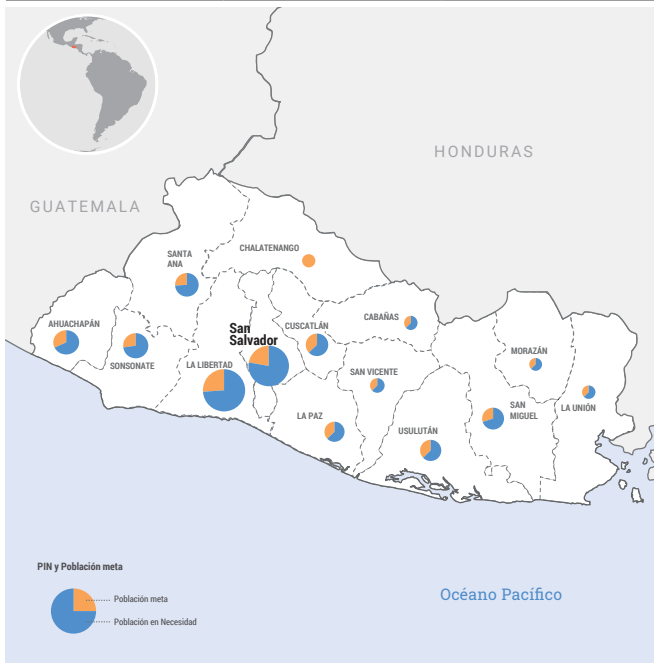 HONDURAS
GUATEMALA
CHALATENANGO
SANTA
ANA
CABAÑAS
AHUACHAPÁN
San
Salvador
CUSCATLÁN
MORAZÁN
SONSONATE
LA LIBERTAD
SAN VICENTE
SAN
MIGUEL
LA UNIÓN
LA PAZ
USULUTÁN
PIN y Población meta
Población meta
Población en Necesidad
Océano Pacífico